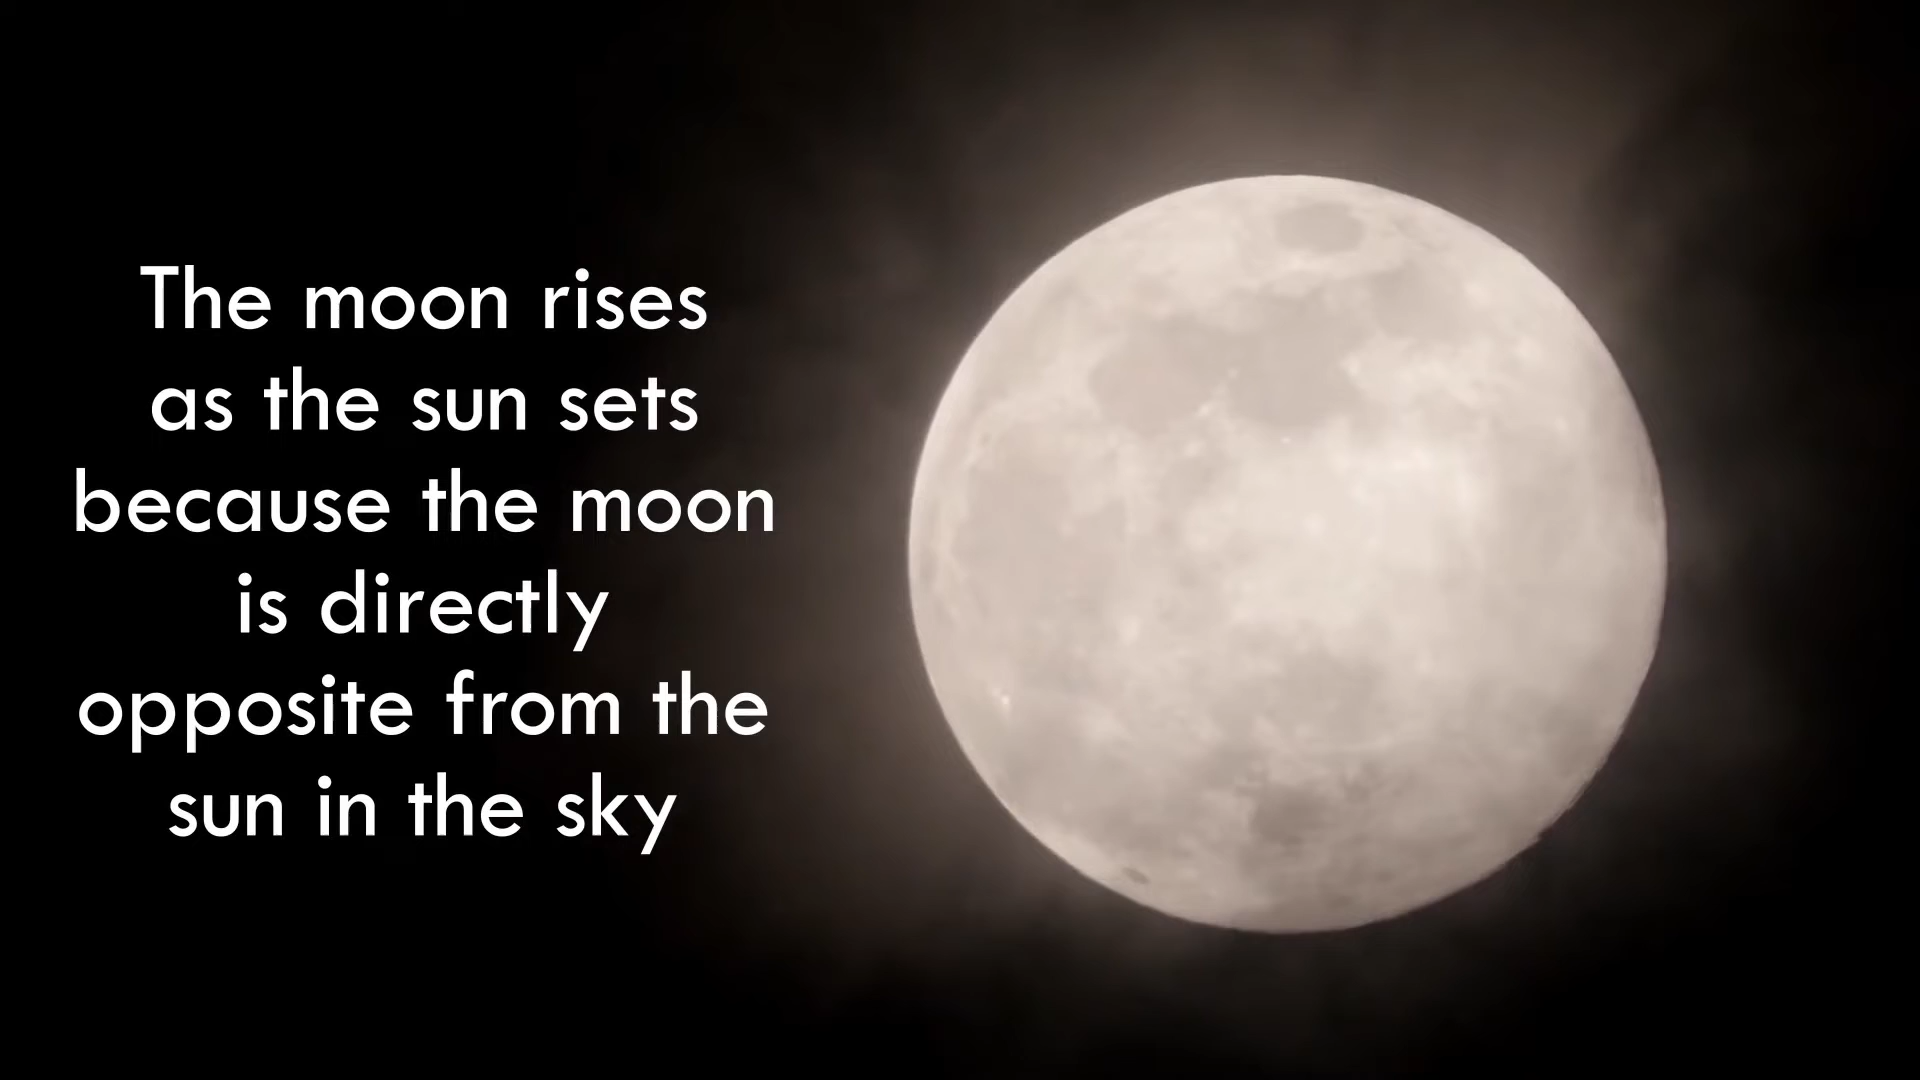 The moon rises
as the sun sets
because the moon
is directly
opposite from the
sun in the sky